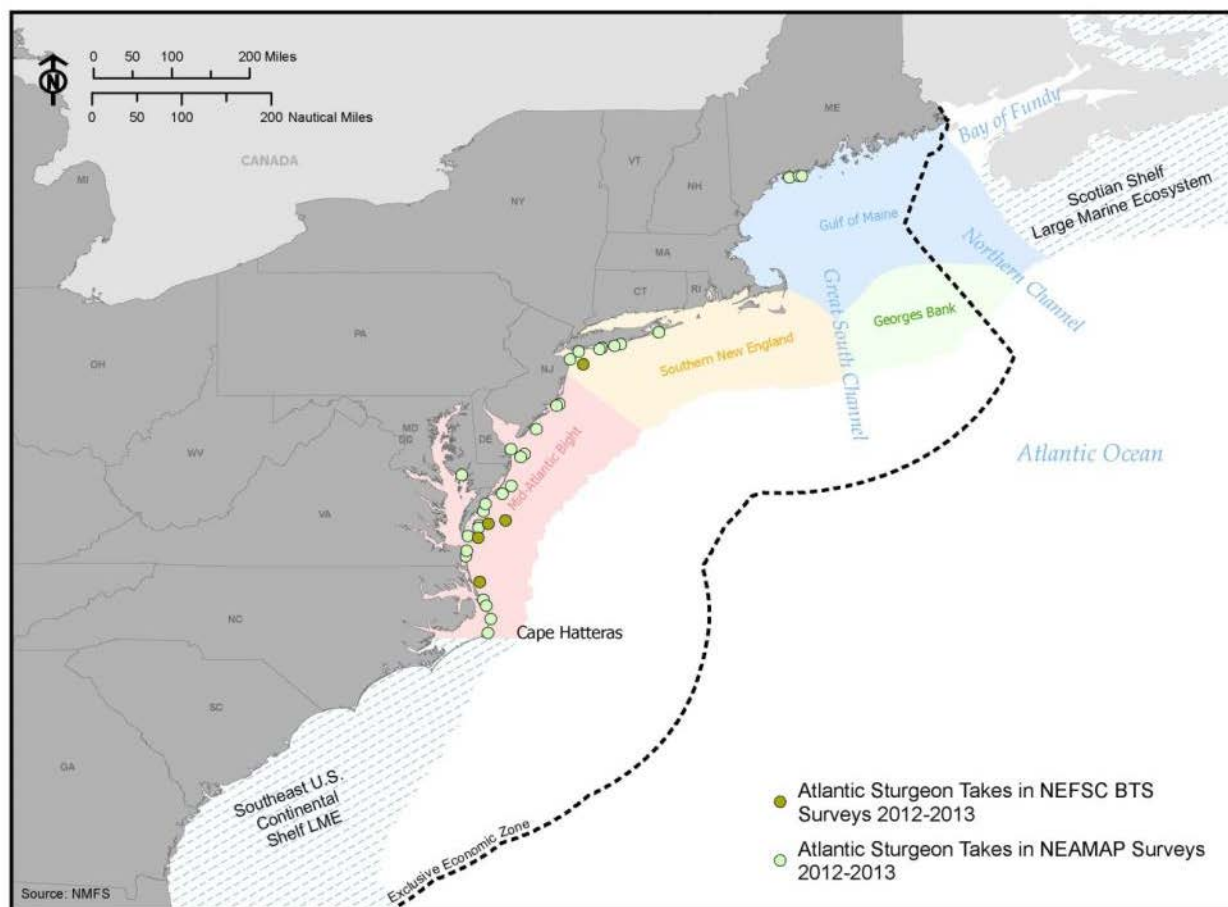 0 50 100 200 Miles
N
0 50 100 200 Nautical Miles
CANADA
ME
Bay of Fundy
MI
VT
NH
NY
Scotian Shelf
Large Marine Ecosystem
Gulf of Maine
Northern Channel
MA
CT
RI
Great South Channel
Georges Bank
PA
Southern New England
OH
NJ
MD
DC
DE
Mid-Atlantic Bight
Atlantic Ocean
WV
VA
NC
Cape Hatteras
SC
GA
Southeast U.S.
Continental
Shelf LME
Exclusive Economic Zone
Atlantic Sturgeon Takes in NEFSC BTS
Surveys 2012-2013
Atlantic Sturgeon Takes in NEAMAP Surveys
2012-2013
Source: NMFS